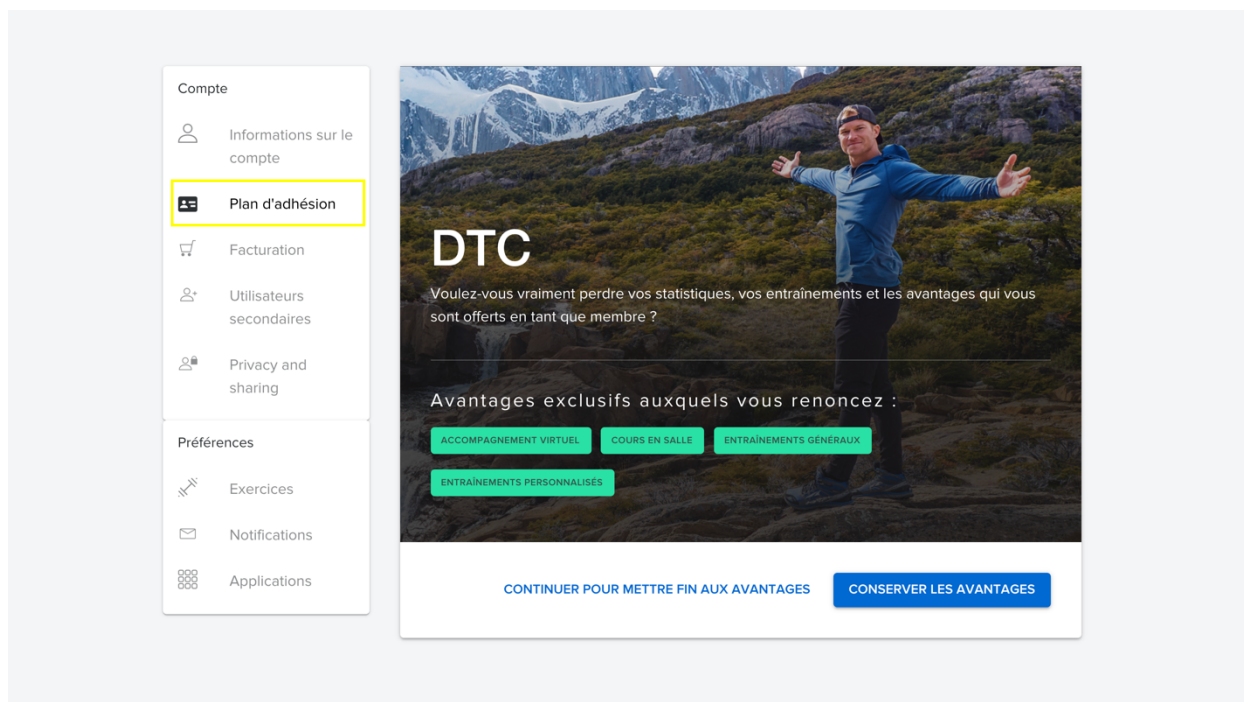 Compte
Informations sur le
compte
Plan d'adhésion
Facturation
Utilisateurs
secondaires
Privacy and
sharing
Préférences
Exercices
Notifications
Applications
DTC
Voulez-vous vraiment perdre vos statistiques, vos entraînements et les avantages qui vous
sont offerts en tant que membre ?
Avantages exclusifs auxquels vous renoncez :
ACCOMPAGNEMENT VIRTUEL COURS EN SALLE ENTRAÎNEMENTS GÉNÉRAUX
ENTRAÎNEMENTS PERSONNALISÉS
CONTINUER POUR METTRE FIN AUX AVANTAGES CONSERVER LES AVANTAGES